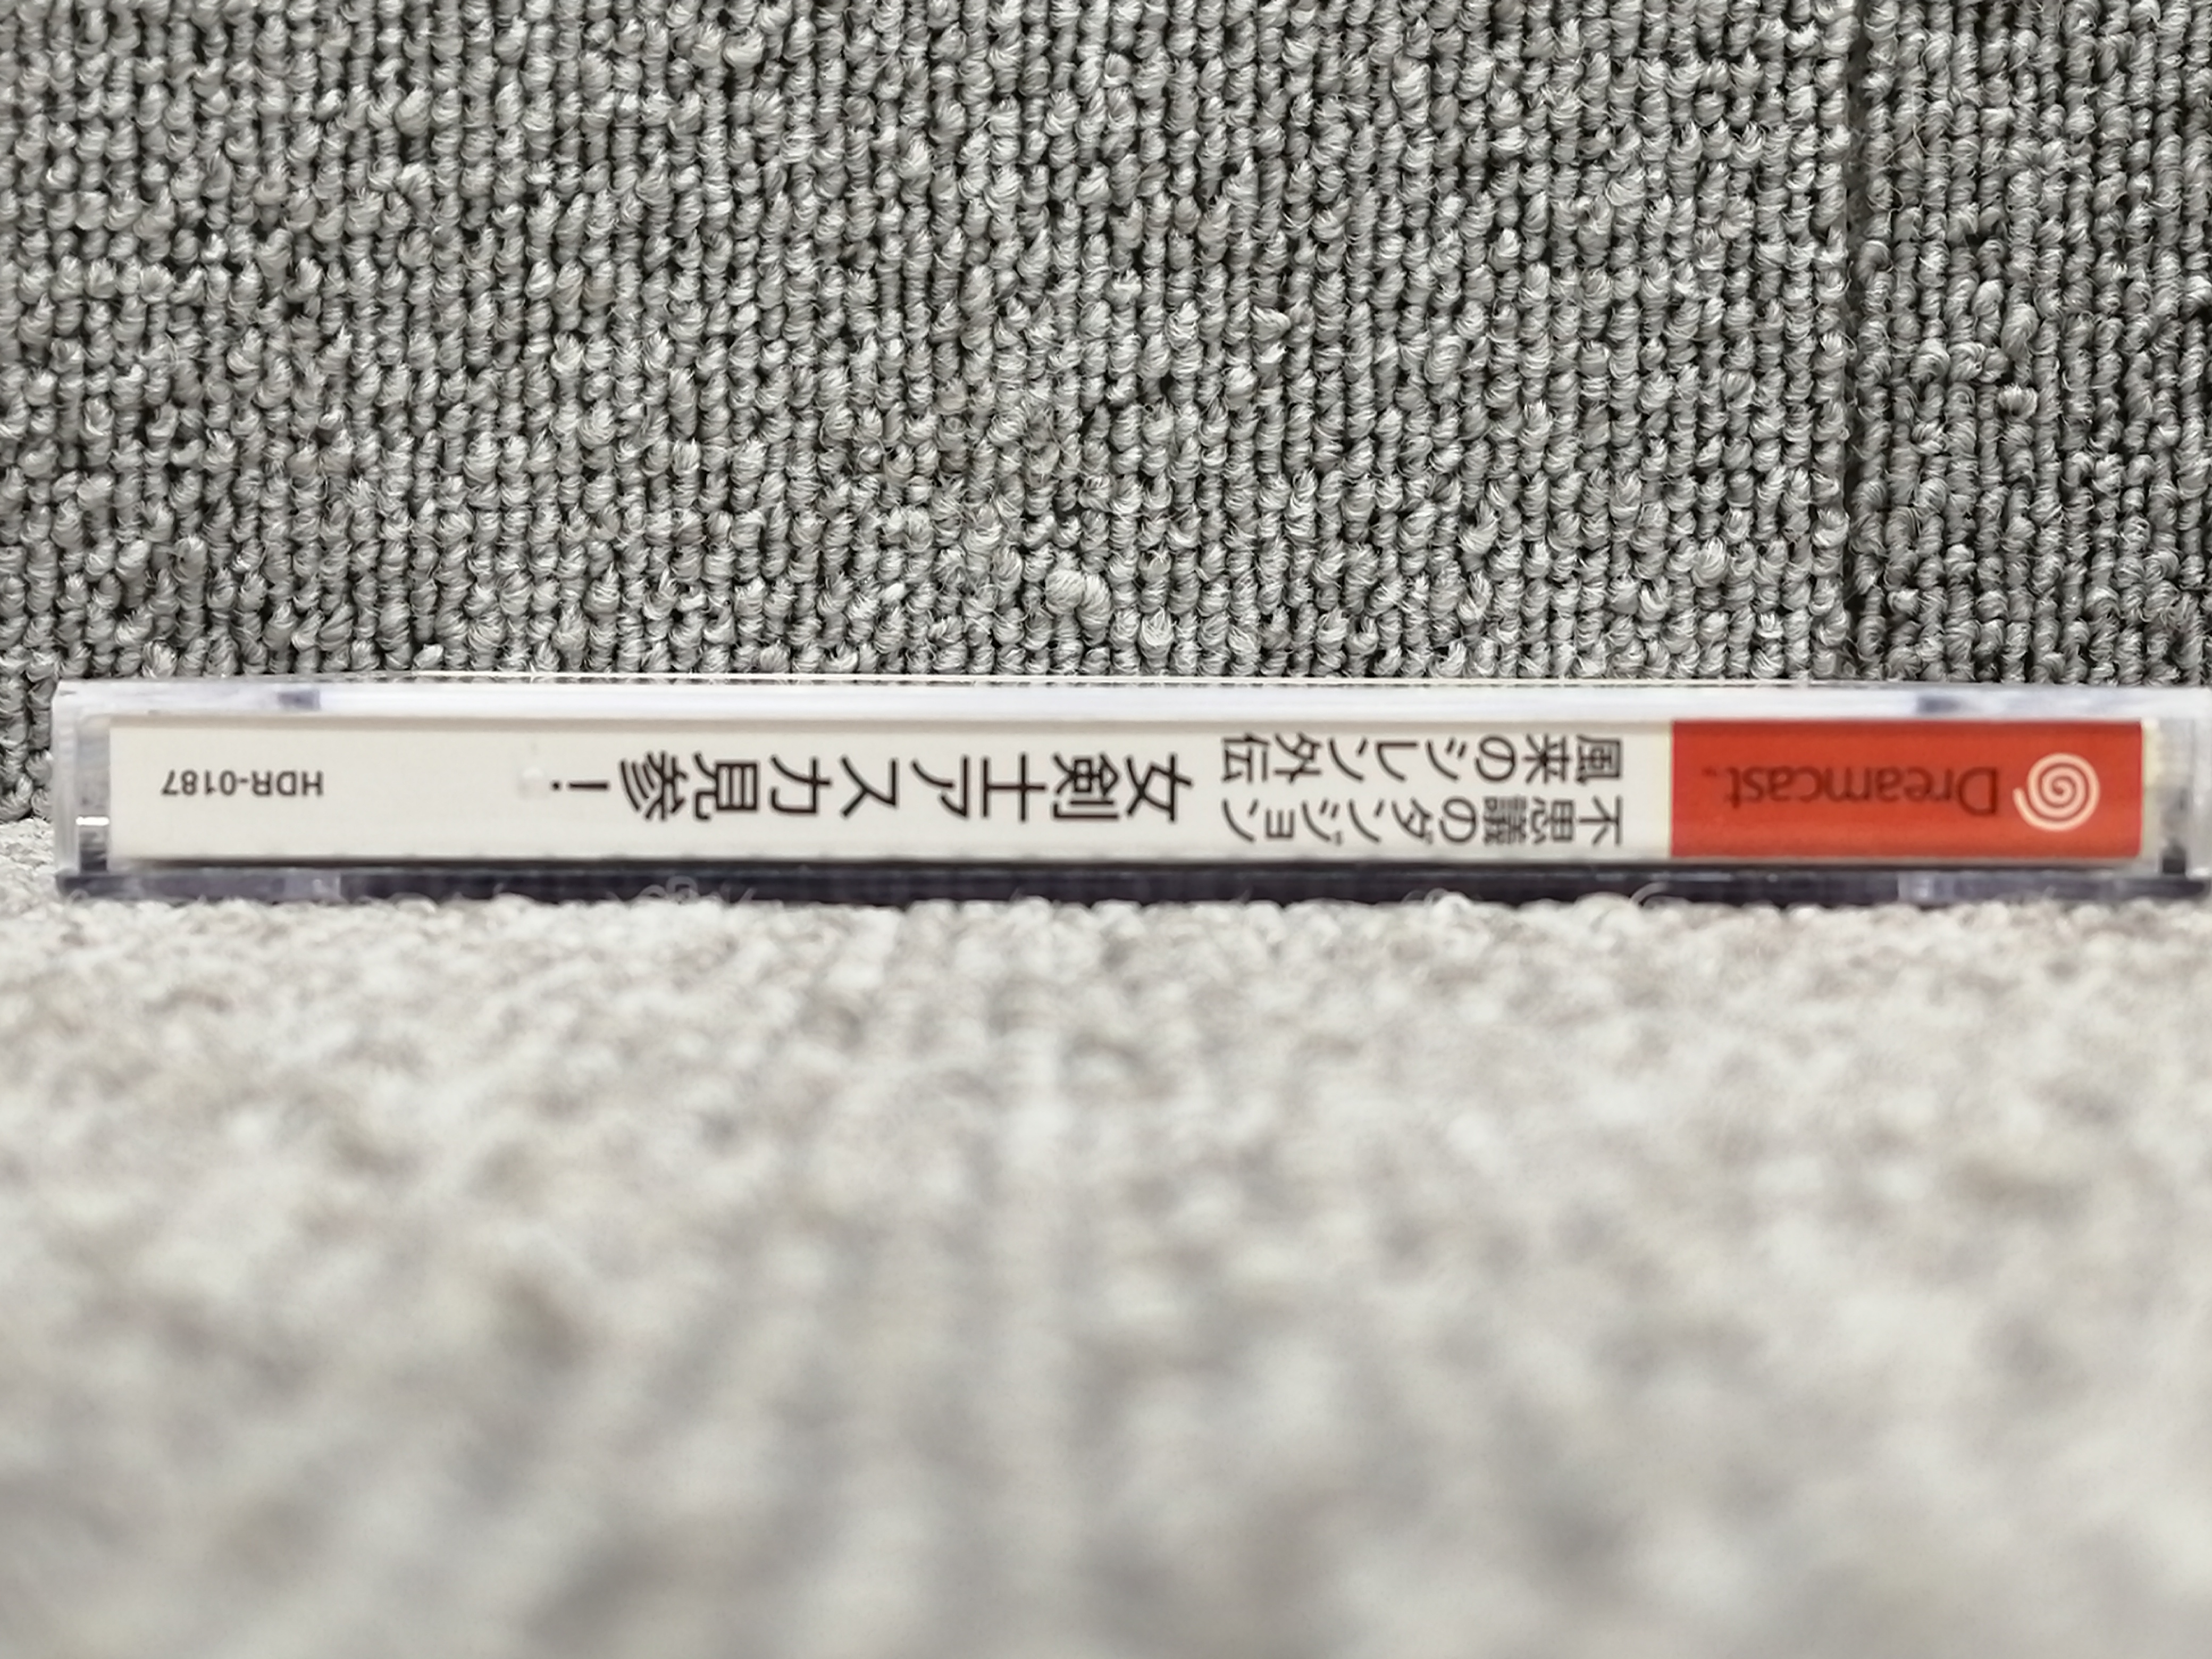 Dreamcast
不思議のダンジョン
風来のシレン外伝
女剣士アスカ見参!
HDR-0187